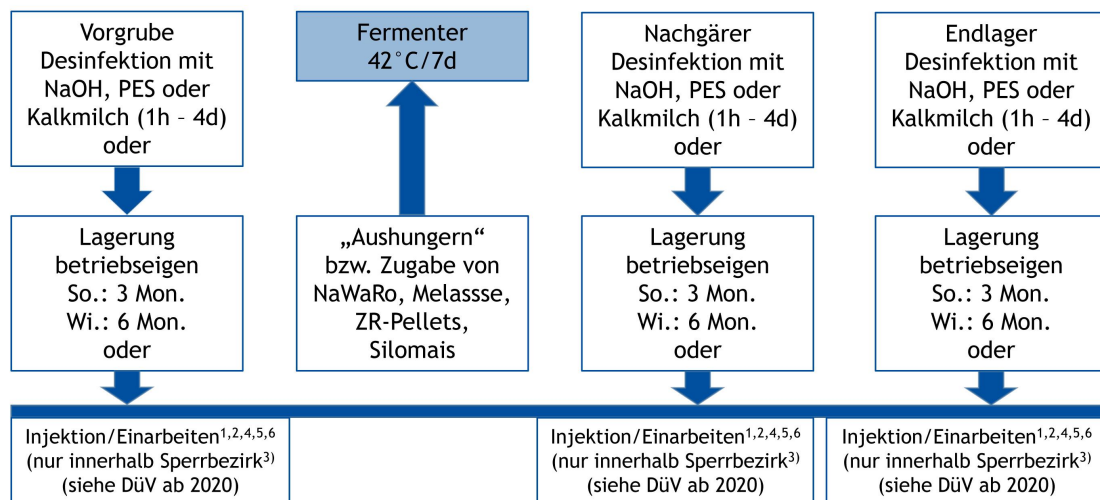 Vorgrube
Desinfektion mit
NaOH, PES oder
Kalkmilch (1h – 4d)
oder
Fermenter
42°C/7d
Nachgärer
Desinfektion mit
NaOH, PES oder
Kalkmilch (1h – 4d)
oder
Endlager
Desinfektion mit
NaOH, PES oder
Kalkmilch (1h – 4d)
oder
Lagerung
betriebseigen
So.: 3 Mon.
Wi.: 6 Mon.
oder
„Aushungern“
bzw. Zugabe von
NaWaRo, Melassse,
ZR-Pellets,
Silomais
Lagerung
betriebseigen
So.: 3 Mon.
Wi.: 6 Mon.
oder
Lagerung
betriebseigen
So.: 3 Mon.
Wi.: 6 Mon.
oder
Injektion/Einarbeiten¹,²,⁴,⁵,⁶
(nur innerhalb Sperrbezirk³)
(siehe DüV ab 2020)
Injektion/Einarbeiten¹,²,⁴,⁵,⁶
(nur innerhalb Sperrbezirk³)
(siehe DüV ab 2020)
Injektion/Einarbeiten¹,²,⁴,⁵,⁶
(nur innerhalb Sperrbezirk³)
(siehe DüV ab 2020)